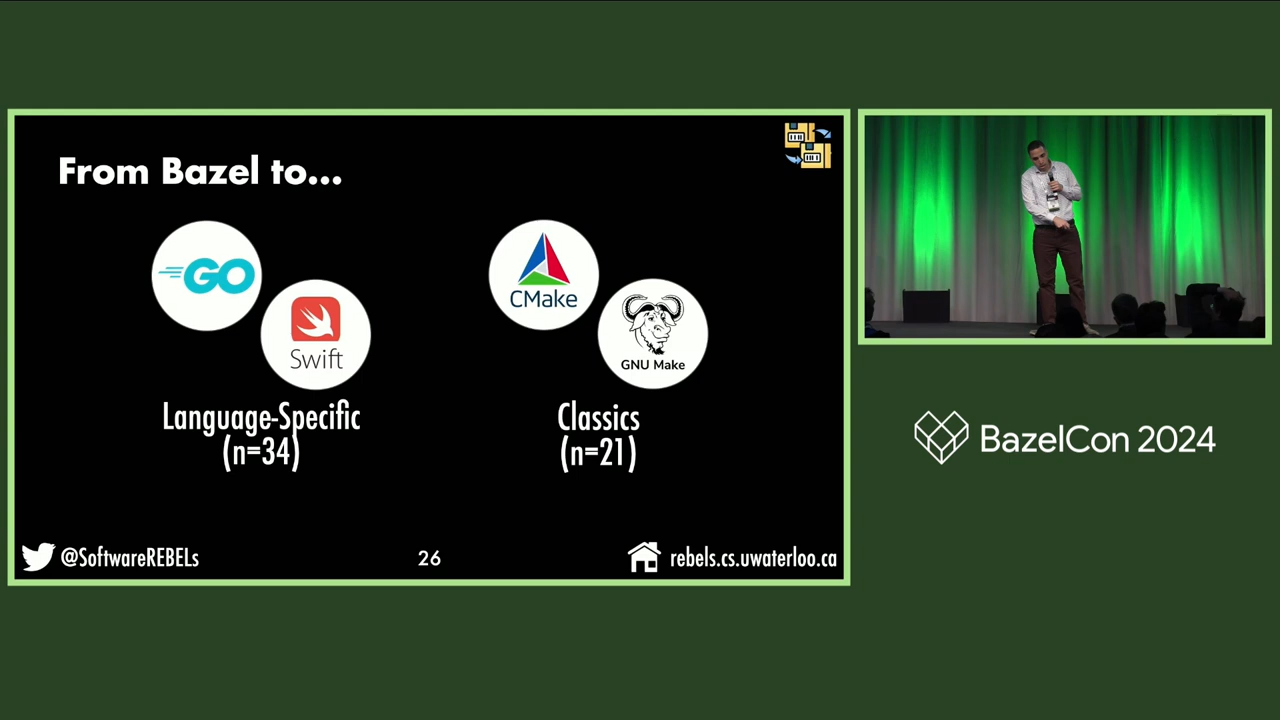 From Bazel to...
GO
Swift
CMake
GNU Make
Language-Specific
(n=34)
Classics
(n=21)
@SoftwareREBELs
26
rebels.cs.uwaterloo.ca
BazelCon 2024